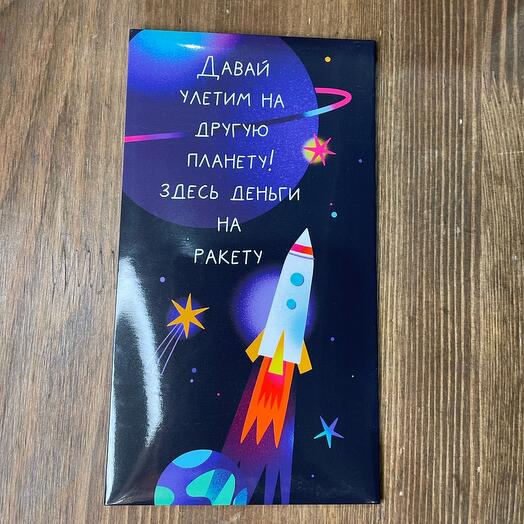 Давай
улетим на
другую
планету!
здесь деньги
на
ракету